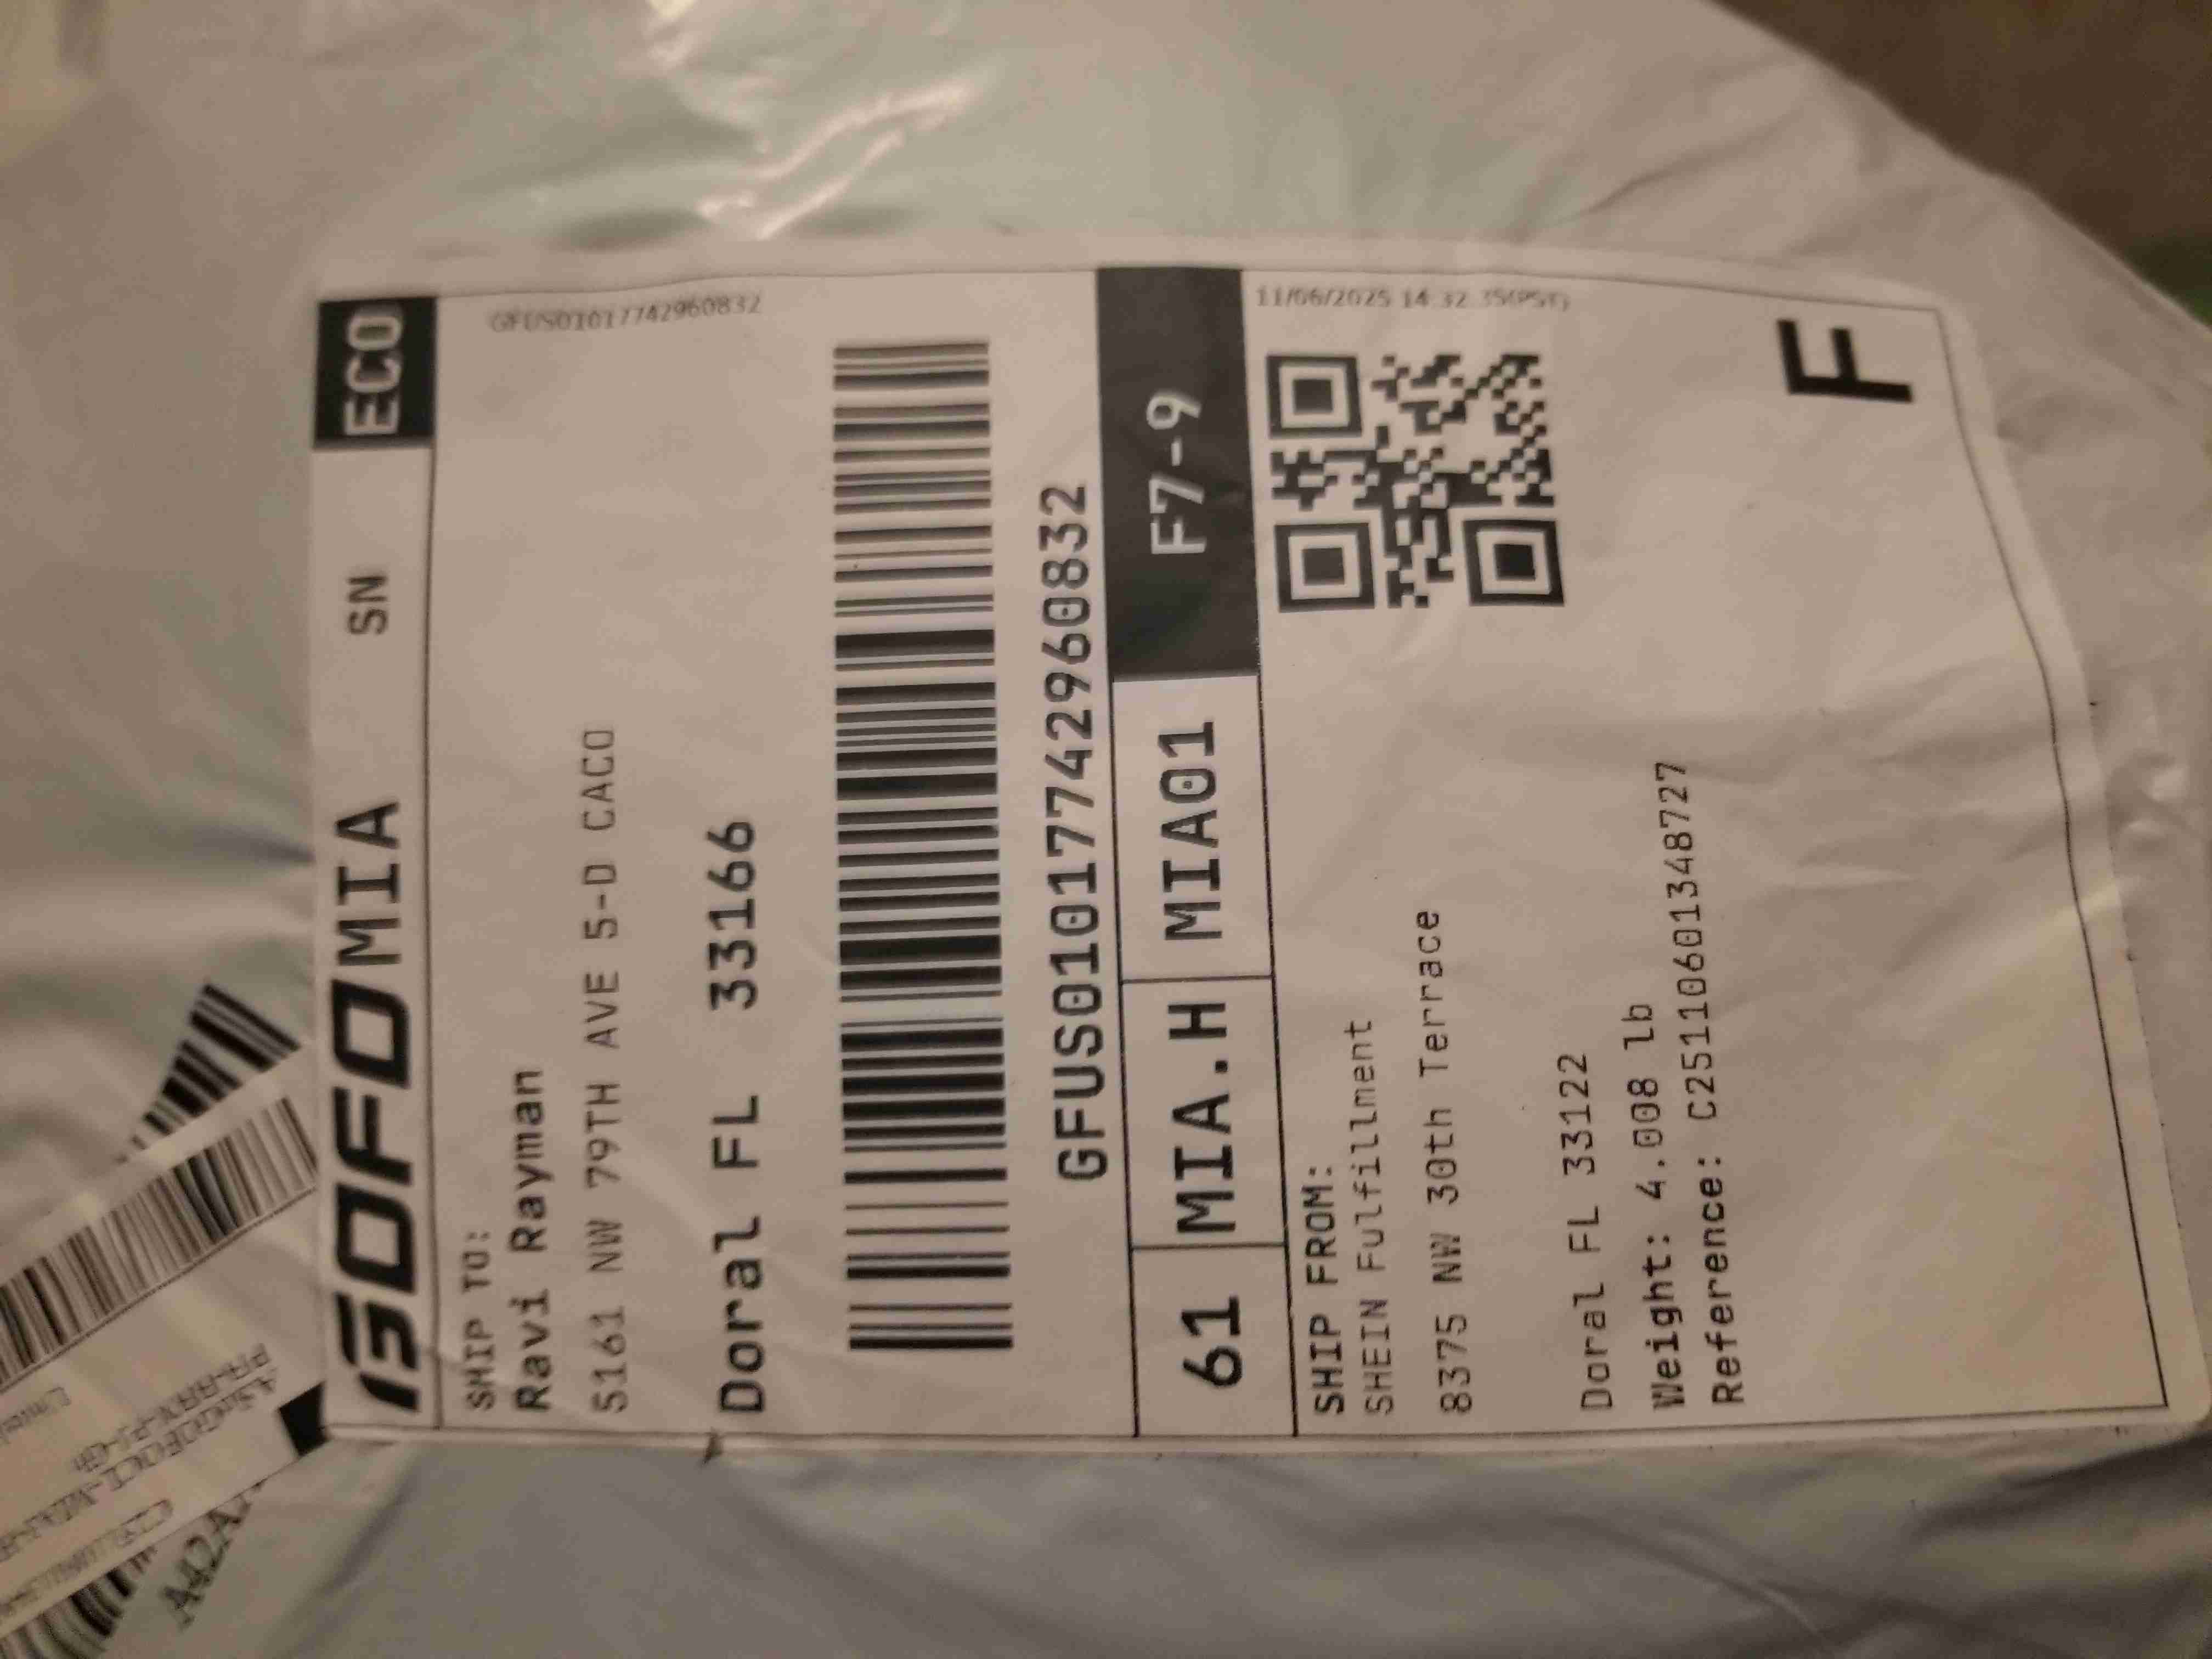 GOFO MIA SN ECO
GFUS01017742960832
SHIP TO:
Ravi Rayman
5161 NW 79TH AVE 5-D CACO
Doral FL 33166
GFUS01017742960832
61 MIA.H MIA01 F7-9
11/06/2025 14:32:35(PST)
SHIP FROM:
SHEIN Fulfillment
8375 NW 30th Terrace
Doral FL 33122
Weight: 4.008 lb
Reference: C2511060134872​7
F